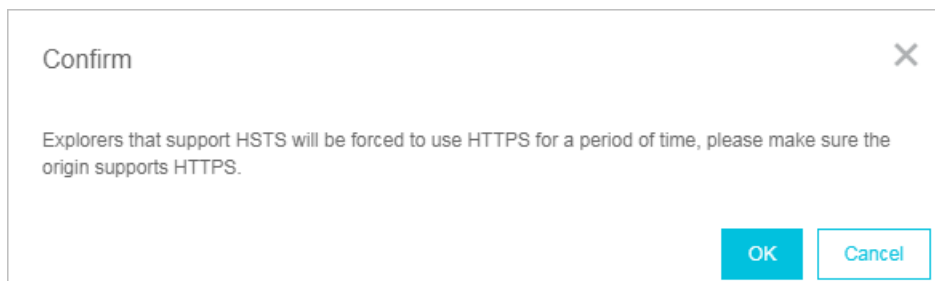 Confirm
Explorers that support HSTS will be forced to use HTTPS for a period of time, please make sure the
origin supports HTTPS.
OK Cancel